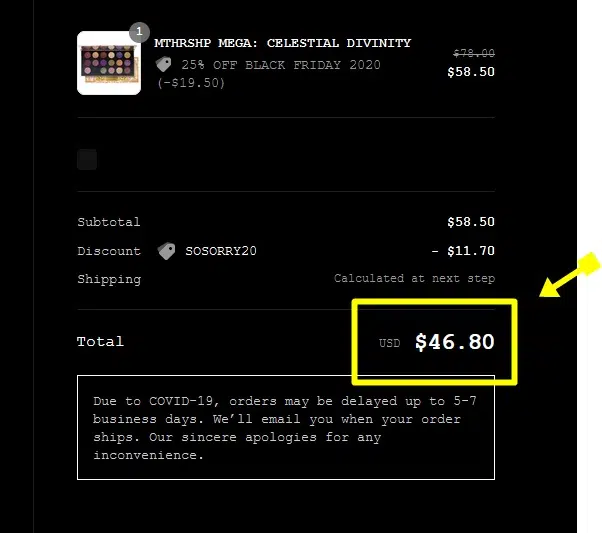 1
MTHRSHP MEGA: CELESTIAL DIVINITY
25% OFF BLACK FRIDAY 2020
(-$19.50)
$78.00
$58.50
Subtotal $58.50
Discount SOSORRY20 - $11.70
Shipping Calculated at next step
Total USD $46.80
Due to COVID-19, orders may be delayed up to 5-7
business days. We’ll email you when your order
ships. Our sincere apologies for any
inconvenience.